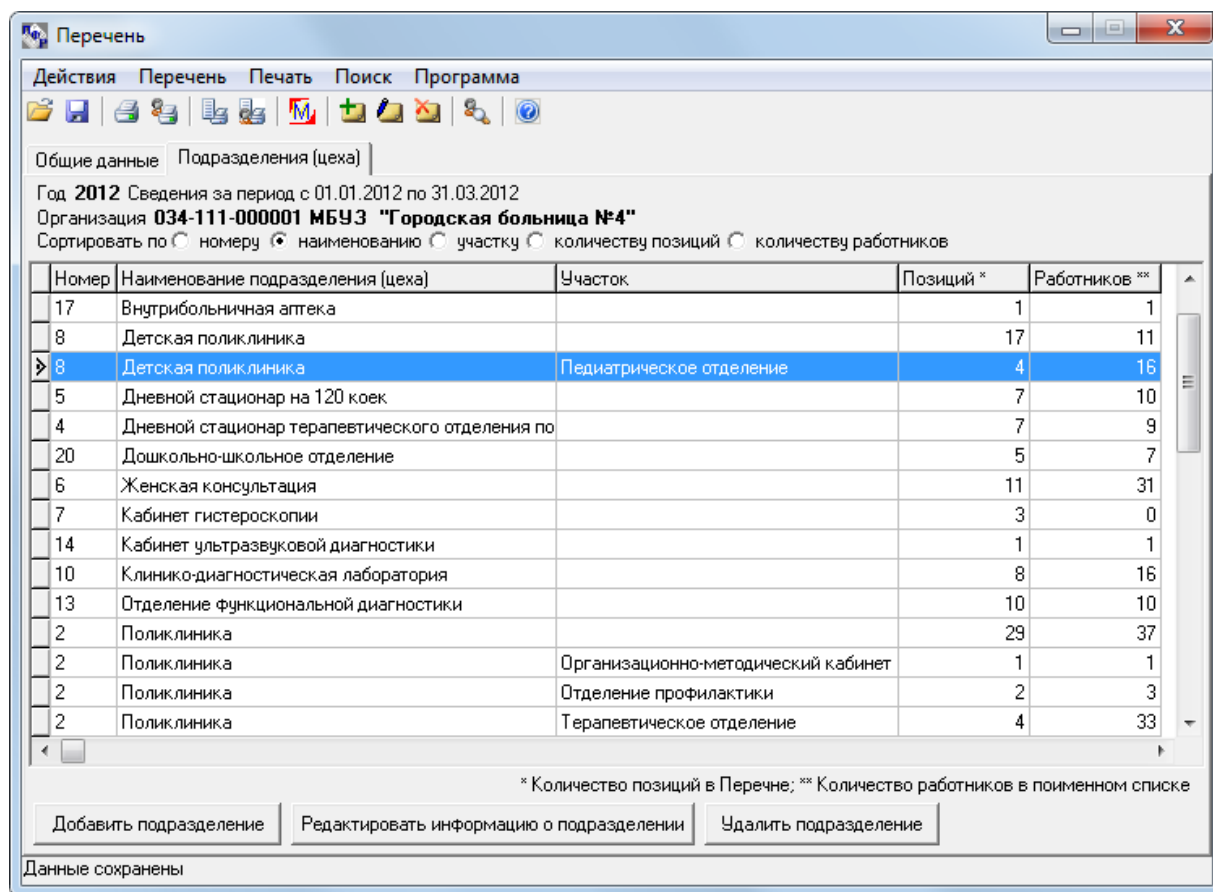 Перечень
Действия Перечень Печать Поиск Программа
Общие данные Подразделения (цеха)
Год 2012 Сведения за период с 01.01.2012 по 31.03.2012
Организация 034-111-000001 МБУЗ "Городская больница №4"
Сортировать по номеру наименованию участку количеству позиций количеству работников
Номер Наименование подразделения (цеха) Участок Позиций * Работников **
17 Внутрибольничная аптека 1 1
8 Детская поликлиника 17 11
8 Детская поликлиника Педиатрическое отделение 4 16
5 Дневной стационар на 120 коек 7 10
4 Дневной стационар терапевтического отделения по 7 9
20 Дошкольно-школьное отделение 5 7
6 Женская консультация 11 31
7 Кабинет гистероскопии 3 0
14 Кабинет ультразвуковой диагностики 1 1
10 Клинико-диагностическая лаборатория 8 16
13 Отделение функциональной диагностики 10 10
2 Поликлиника 29 37
2 Поликлиника Организационно-методический кабинет 1 1
2 Поликлиника Отделение профилактики 2 3
2 Поликлиника Терапевтическое отделение 4 33
* Количество позиций в Перечне; ** Количество работников в поименном списке
Добавить подразделение Редактировать информацию о подразделении Удалить подразделение
Данные сохранены